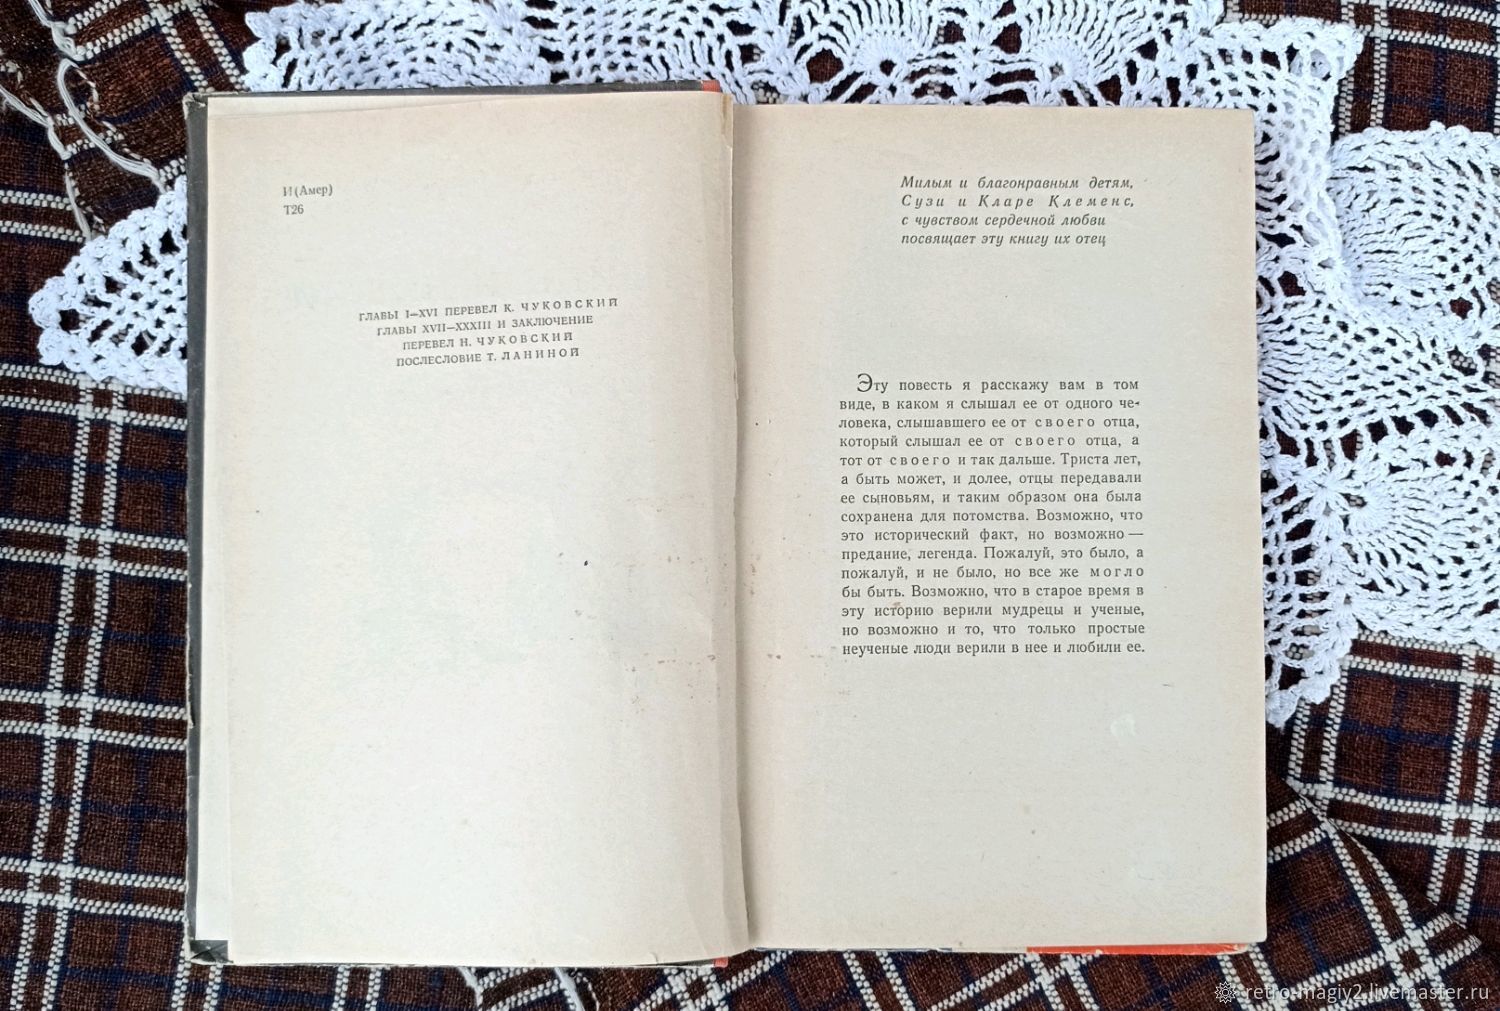 И(Амер)
Т26
ГЛАВЫ I—XVI ПЕРЕВЕЛ К. ЧУКОВСКИЙ
ГЛАВЫ XVII—XXXIII И ЗАКЛЮЧЕНИЕ
ПЕРЕВЕЛ Н. ЧУКОВСКИЙ
ПОСЛЕСЛОВИЕ Т. ЛАНИНОЙ
Милым и благонравным детям,
Сузи и Кларе Клеменс,
с чувством сердечной любви
посвящает эту книгу их отец
Эту повесть я расскажу вам в том
виде, в каком я слышал ее от одного че-
ловека, слышавшего ее от своего отца,
который слышал ее от своего отца, а
тот от своего и так дальше. Триста лет,
а быть может, и долее, отцы передавали
ее сыновьям, и таким образом она была
сохранена для потомства. Возможно, что
это исторический факт, но возможно —
предание, легенда. Пожалуй, это было, а
пожалуй, и не было, но все же могло
бы быть. Возможно, что в старое время в
эту историю верили мудрецы и ученые,
но возможно и то, что только простые
неученые люди верили в нее и любили ее.
retro-magiy2.livemaster.ru